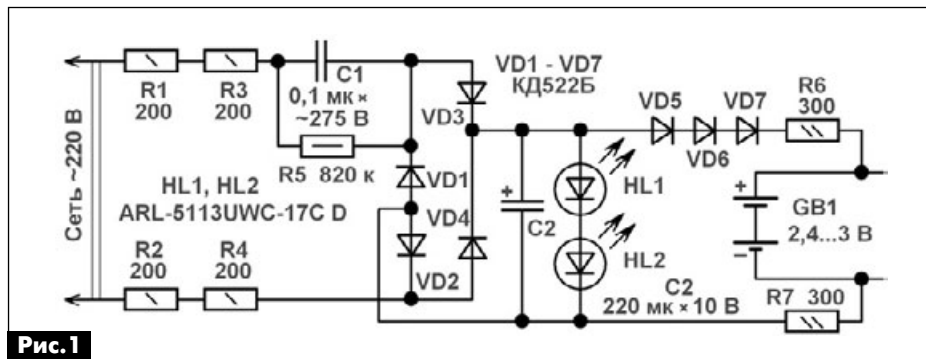 R1
200
R3
200
C1
0,1 мк ×
~275 В
VD3
VD1 - VD7
КД522Б
VD5
VD6
VD7
R6
300
Сеть ~220 В
R5 820 к
VD1
HL1, HL2
ARL-5113UWC-17C D
VD4
VD2
+
C2
HL1
HL2
+
GB1
2,4...3 В
−
R2
200
R4
200
C2
220 мк × 10 В
R7 300
Рис.1